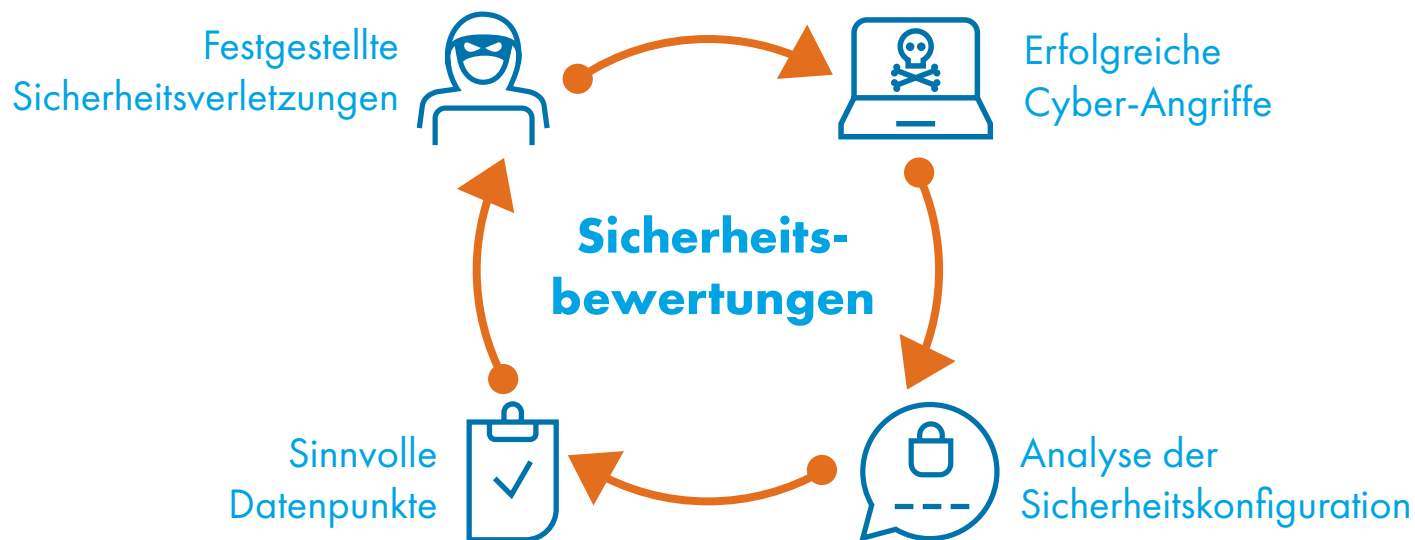 Festgestellte
Sicherheitsverletzungen
Erfolgreiche
Cyber-Angriffe
Sicherheits-
bewertungen
Sinnvolle
Datenpunkte
Analyse der
Sicherheitskonfiguration